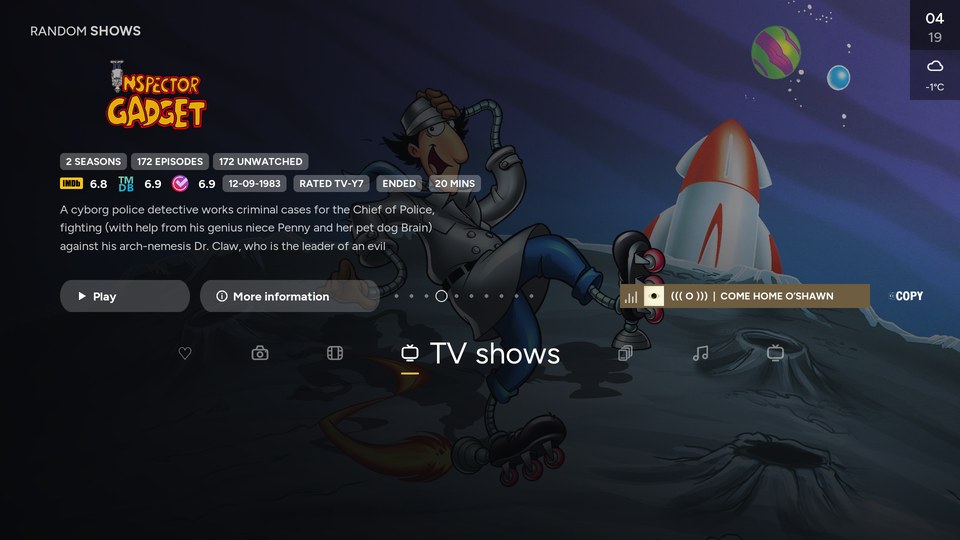 RANDOM SHOWS
04
19
-1°C
INSPECTOR
GADGET
2 SEASONS 172 EPISODES 172 UNWATCHED
IMDb 6.8 TMDB 6.9 6.9 12-09-1983 RATED TV-Y7 ENDED 20 MINS
A cyborg police detective works criminal cases for the Chief of Police,
fighting (with help from his genius niece Penny and her pet dog Brain)
against his arch-nemesis Dr. Claw, who is the leader of an evil
Play More information ((( O ))) | COME HOME O'SHAWN COPY
TV shows